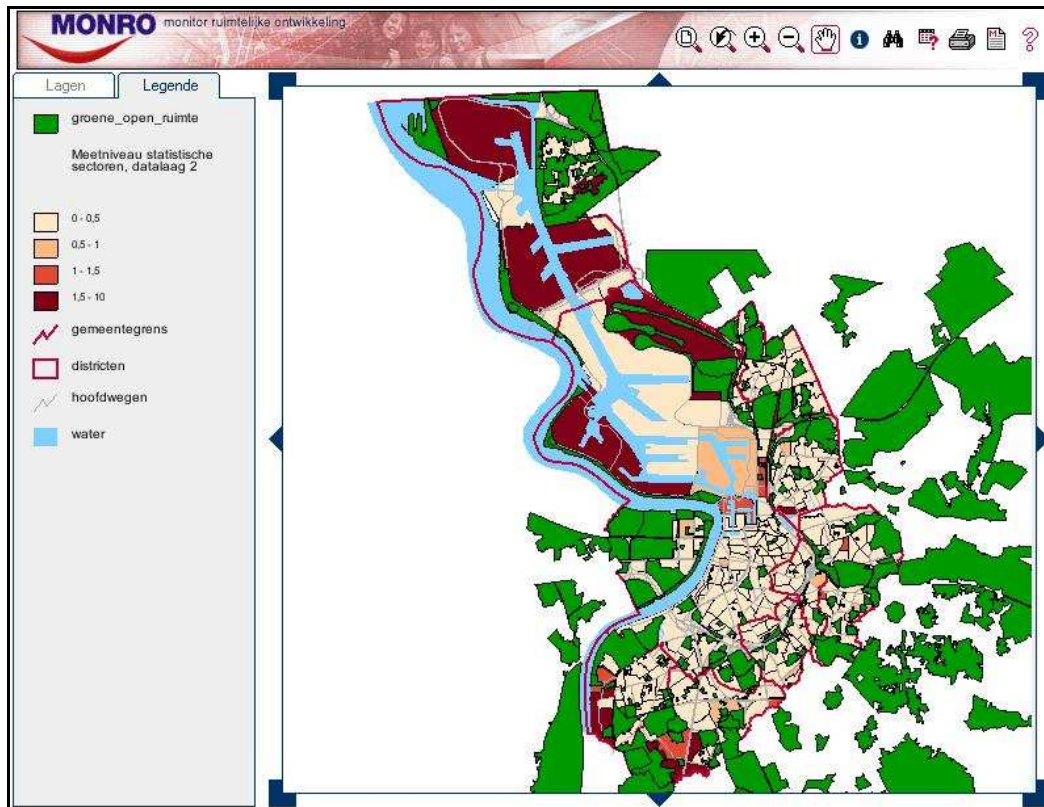 MONRO monitor ruimtelijke ontwikkeling
Lagen
Legende
groene_open_ruimte
Meetniveau statistische
sectoren, datalaag 2
0 - 0,5
0,5 - 1
1 - 1,5
1,5 - 10
gemeentegrens
districten
hoofdwegen
water